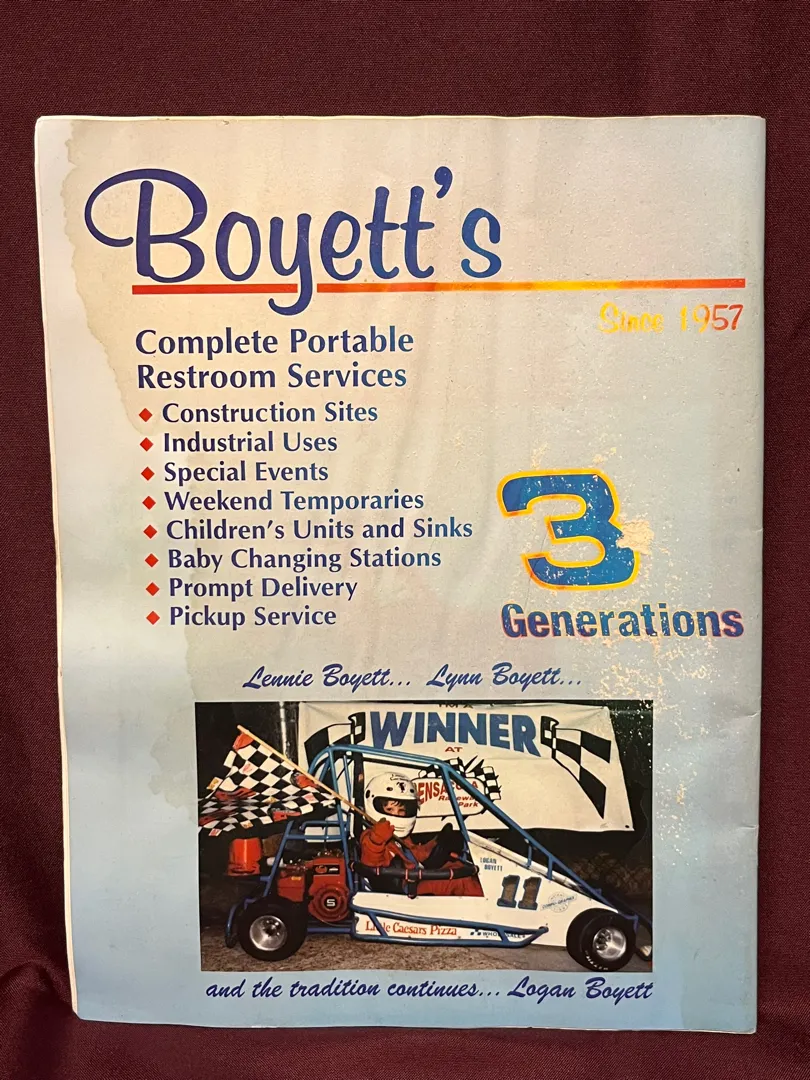 Boyett's
Since 1957
Complete Portable
Restroom Services
Construction Sites
Industrial Uses
Special Events
Weekend Temporaries
Children's Units and Sinks
Baby Changing Stations
Prompt Delivery
Pickup Service
3
Generations
Lennie Boyett... Lynn Boyett...
WINNER
AT
LOGAN
BOYETT
11
S
Little Caesars Pizza
and the tradition continues... Logan Boyett